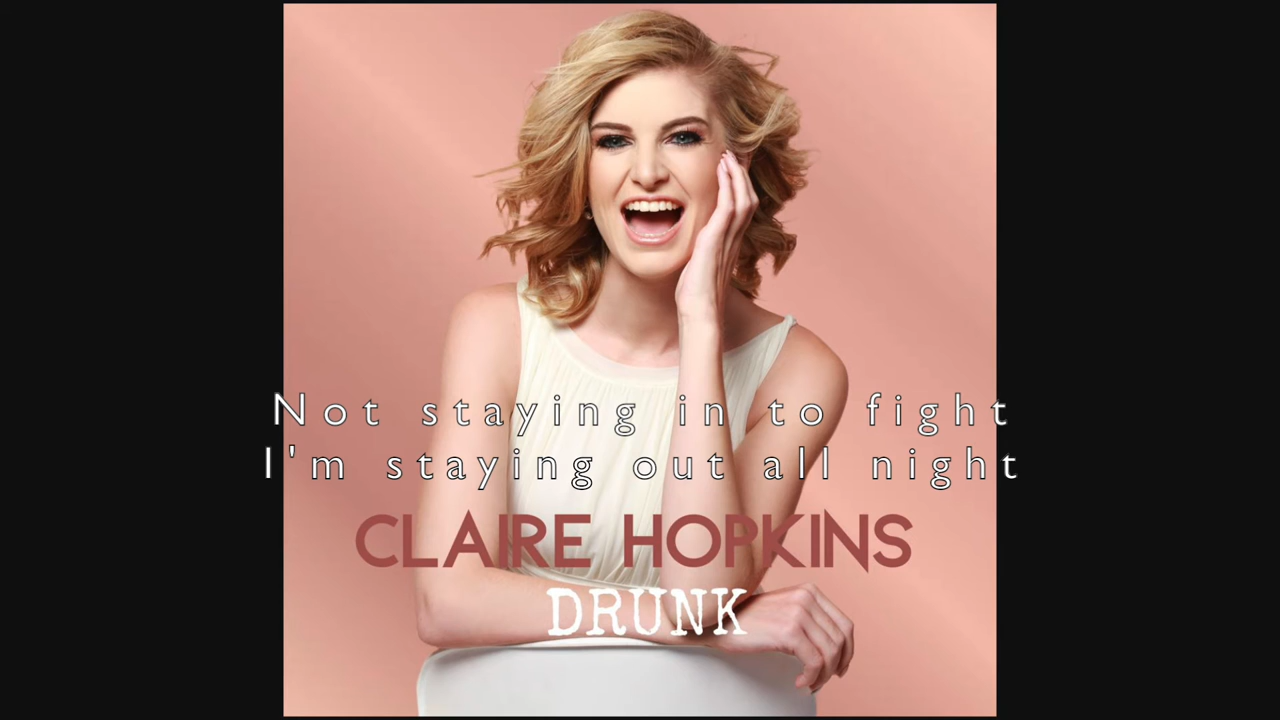 Not staying in to fight
I'm staying out all night
CLAIRE HOPKINS
DRUNK